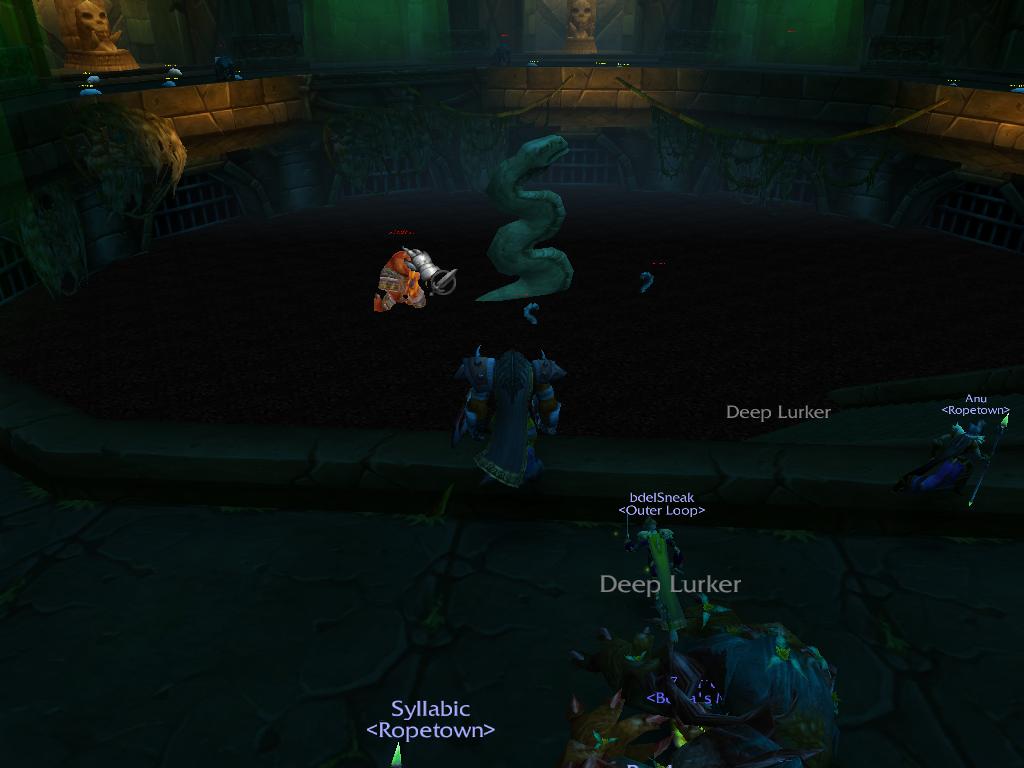 Anu
<Ropetown>
Deep Lurker
bdelSneak
<Outer Loop>
Deep Lurker
Syllabic
<Ropetown>